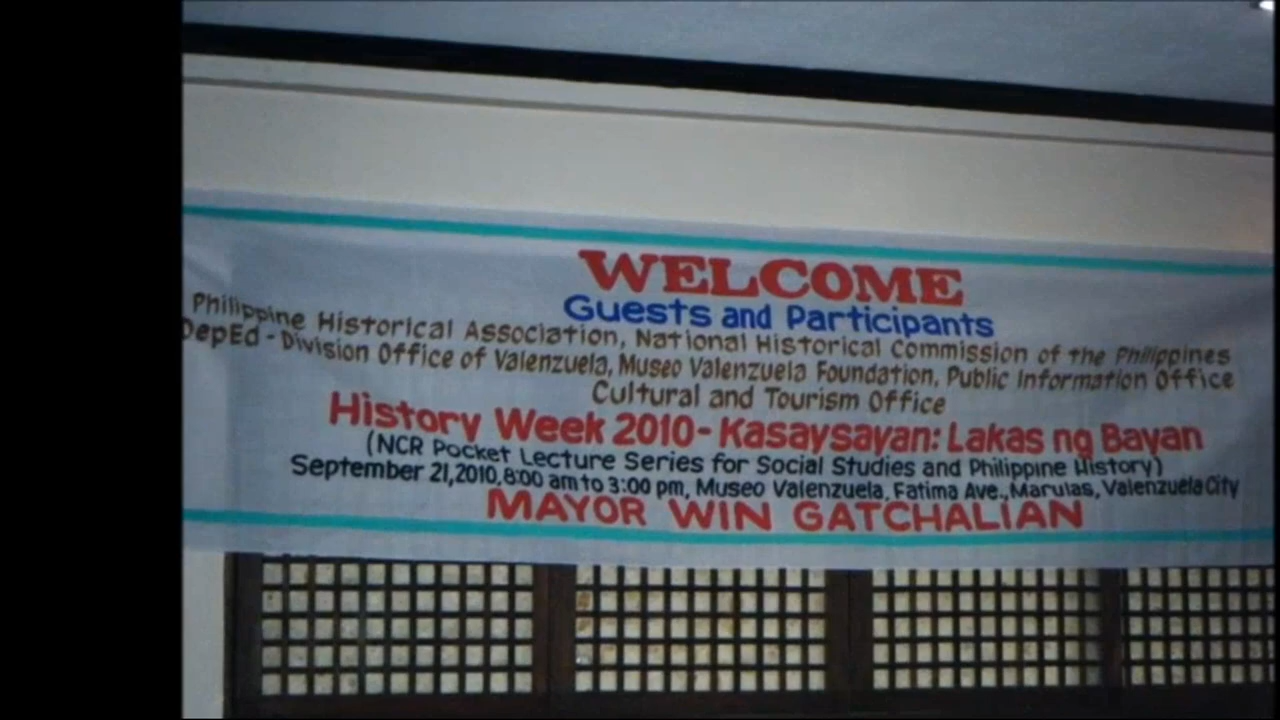 WELCOME
Guests and Participants
Philippine Historical Association, National Historical Commission of the Philippines
DepEd - Division Office of Valenzuela, Museo Valenzuela Foundation, Public Information Office
Cultural and Tourism Office
History Week 2010- Kasaysayan: Lakas ng Bayan
(NCR Pocket Lecture Series for Social Studies and Philippine History)
September 21,2010, 8:00 am to 3:00 pm, Museo Valenzuela, Fatima Ave., Marulas, Valenzuela City
MAYOR WIN GATCHALIAN